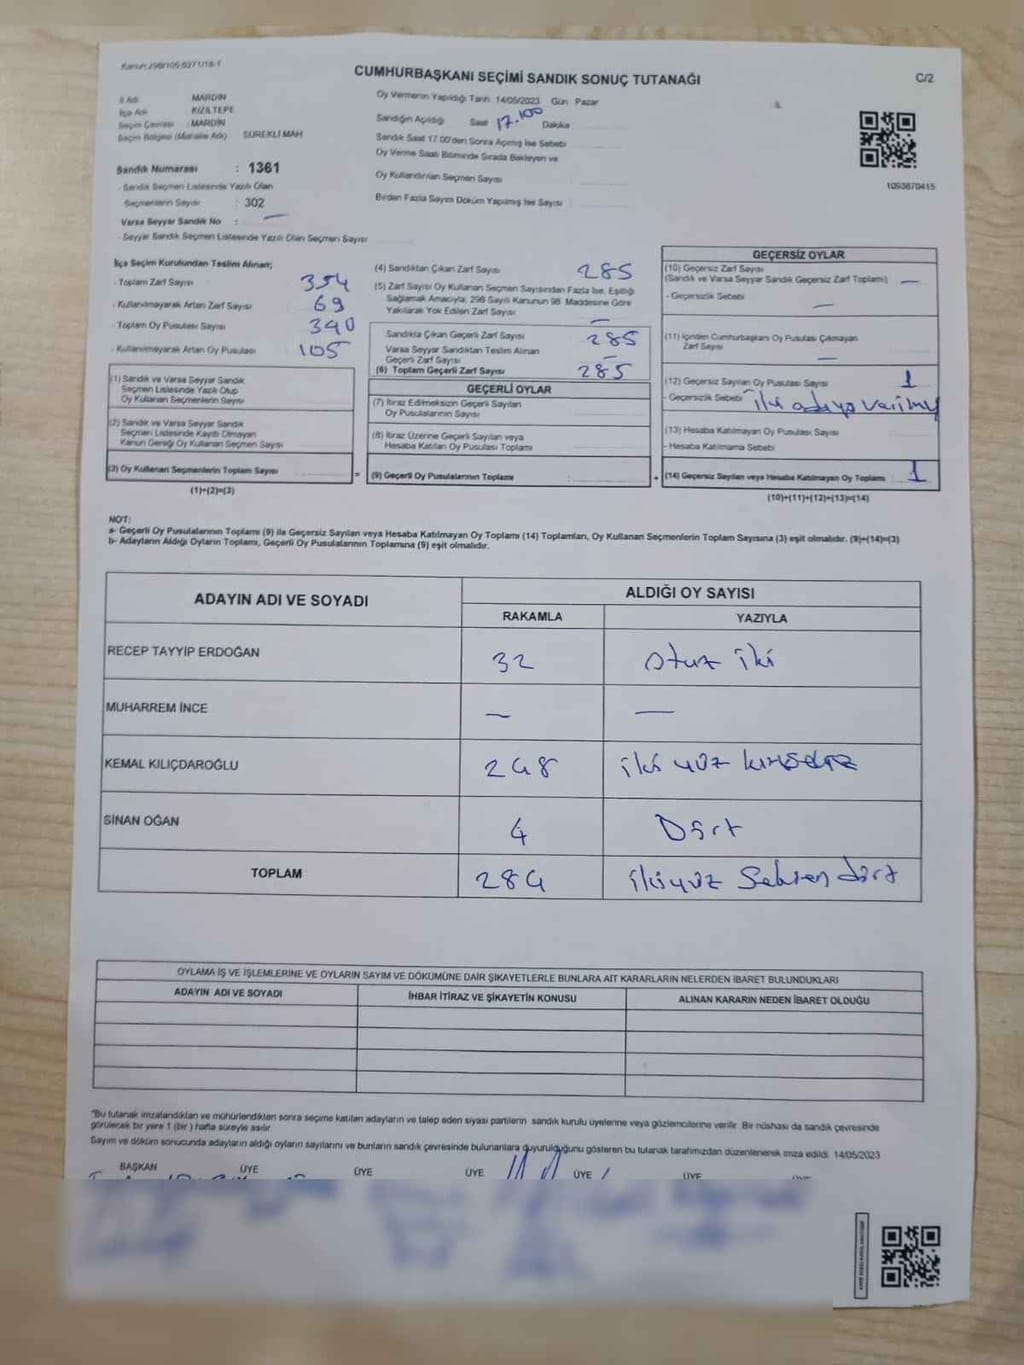 CUMHURBAŞKANI SEÇİMİ SANDIK SONUÇ TUTANAĞI
C/2
İl Adı MARDİN
İlçe Adı KIZILTEPE
Seçim Çevresi : MARDİN
Seçim Bölgesi (Mahalle Adı) SÜREKLİ MAH
Sandık Numarası : 1361
- Sandık Seçmen Listesinde Yazılı Olan
Seçmenlerin Sayısı : 302
Varsa Seyyar Sandık No : —
- Seyyar Sandık Seçmen Listesinde Yazılı Olan Seçmen Sayısı
Oy Vermenin Yapıldığı Tarih: 14/05/2023 Gün Pazar
Sandığın Açıldığı Saat 17.00 Dakika
Sandık Saat 17.00'den Sonra Açılmış İse Sebebi
Oy Verme Saati Bitiminde Sırada Bekleyen ve
Oy Kullandırılan Seçmen Sayısı
Birden Fazla Sayım Döküm Yapılmış İse Sayısı
1093870415
İlçe Seçim Kurulundan Teslim Alınan;
- Toplam Zarf Sayısı 354
- Kullanılmayarak Artan Zarf Sayısı 69
- Toplam Oy Pusulası Sayısı 390
- Kullanılmayarak Artan Oy Pusulası 105
(1) Sandık ve Varsa Seyyar Sandık
Seçmen Listesinde Yazılı Olup
Oy Kullanan Seçmenlerin Sayısı
(2) Sandık ve Varsa Seyyar Sandık
Seçmen Listesinde Kayıtlı Olmayan
Kanun Gereği Oy Kullanan Seçmen Sayısı
(3) Oy Kullanan Seçmenlerin Toplam Sayısı
(1)+(2)=(3)
(4) Sandıktan Çıkan Zarf Sayısı 285
(5) Zarf Sayısı Oy Kullanan Seçmen Sayısından Fazla İse, Eşitliği
Sağlamak Amacıyla, 298 Sayılı Kanunun 98. Maddesine Göre
Yakılarak Yok Edilen Zarf Sayısı —
Sandıkta Çıkan Geçerli Zarf Sayısı 285
Varsa Seyyar Sandıktan Teslim Alınan
Geçerli Zarf Sayısı —
(6) Toplam Geçerli Zarf Sayısı 285
GEÇERLİ OYLAR
(7) İtiraz Edilmeksizin Geçerli Sayılan
Oy Pusulalarının Sayısı
(8) İtiraz Üzerine Geçerli Sayılan veya
Hesaba Katılan Oy Pusulaları Toplamı
= (9) Geçerli Oy Pusulalarının Toplamı
GEÇERSİZ OYLAR
(10) Geçersiz Zarf Sayısı
(Sandık ve Varsa Seyyar Sandık Geçersiz Zarf Toplamı) —
- Geçersizlik Sebebi —
(11) İçinden Cumhurbaşkanı Oy Pusulası Çıkmayan
Zarf Sayısı —
(12) Geçersiz Sayılan Oy Pusulası Sayısı 1
- Geçersizlik Sebebi iki adaya
(13) Hesaba Katılmayan Oy Pusulası Sayısı
- Hesaba Katılmama Sebebi
+ (14) Geçersiz Sayılan veya Hesaba Katılmayan Oy Toplamı 1
(10)+(11)+(12)+(13)=(14)
NOT:
a- Geçerli Oy Pusulalarının Toplamı (9) ile Geçersiz Sayılan veya Hesaba Katılmayan Oy Toplamı (14) Toplamları, Oy Kullanan Seçmenlerin Toplam Sayısına (3) eşit olmalıdır. (9)+(14)=(3)
b- Adayların Aldığı Oyların Toplamı, Geçerli Oy Pusulalarının Toplamına (9) eşit olmalıdır.
ADAYIN ADI VE SOYADI
ALDIĞI OY SAYISI
RAKAMLA YAZIYLA
RECEP TAYYİP ERDOĞAN 32 otuz iki
MUHARREM İNCE — —
KEMAL KILIÇDAROĞLU 248 iki yüz kırksekiz
SİNAN OĞAN 4 Dört
TOPLAM 284 ikiyüz Seksen dört
OYLAMA İŞ VE İŞLEMLERİNE VE OYLARIN SAYIM VE DÖKÜMÜNE DAİR ŞİKAYETLERLE BUNLARA AİT KARARLARIN NELERDEN İBARET BULUNDUKLARI
ADAYIN ADI VE SOYADI İHBAR İTİRAZ VE ŞİKAYETİN KONUSU ALINAN KARARIN NEDEN İBARET OLDUĞU
"Bu tutanak imzalandıktan ve mühürlendikten sonra seçime katılan adayların ve talep eden siyasi partilerin sandık kurulu üyelerine veya gözlemcilerine verilir. Bir nüshası da sandık çevresinde
görülecek bir yere 1 (bir) hafta süreyle asılır.
Sayım ve döküm sonucunda adayların aldığı oyların sayılarını ve bunların sandık çevresinde bulunanlara duyurulduğunu gösteren bu tutanak tarafımızdan düzenlenerek imza edildi. 14/05/2023
BAŞKAN ÜYE ÜYE ÜYE ÜYE ÜYE